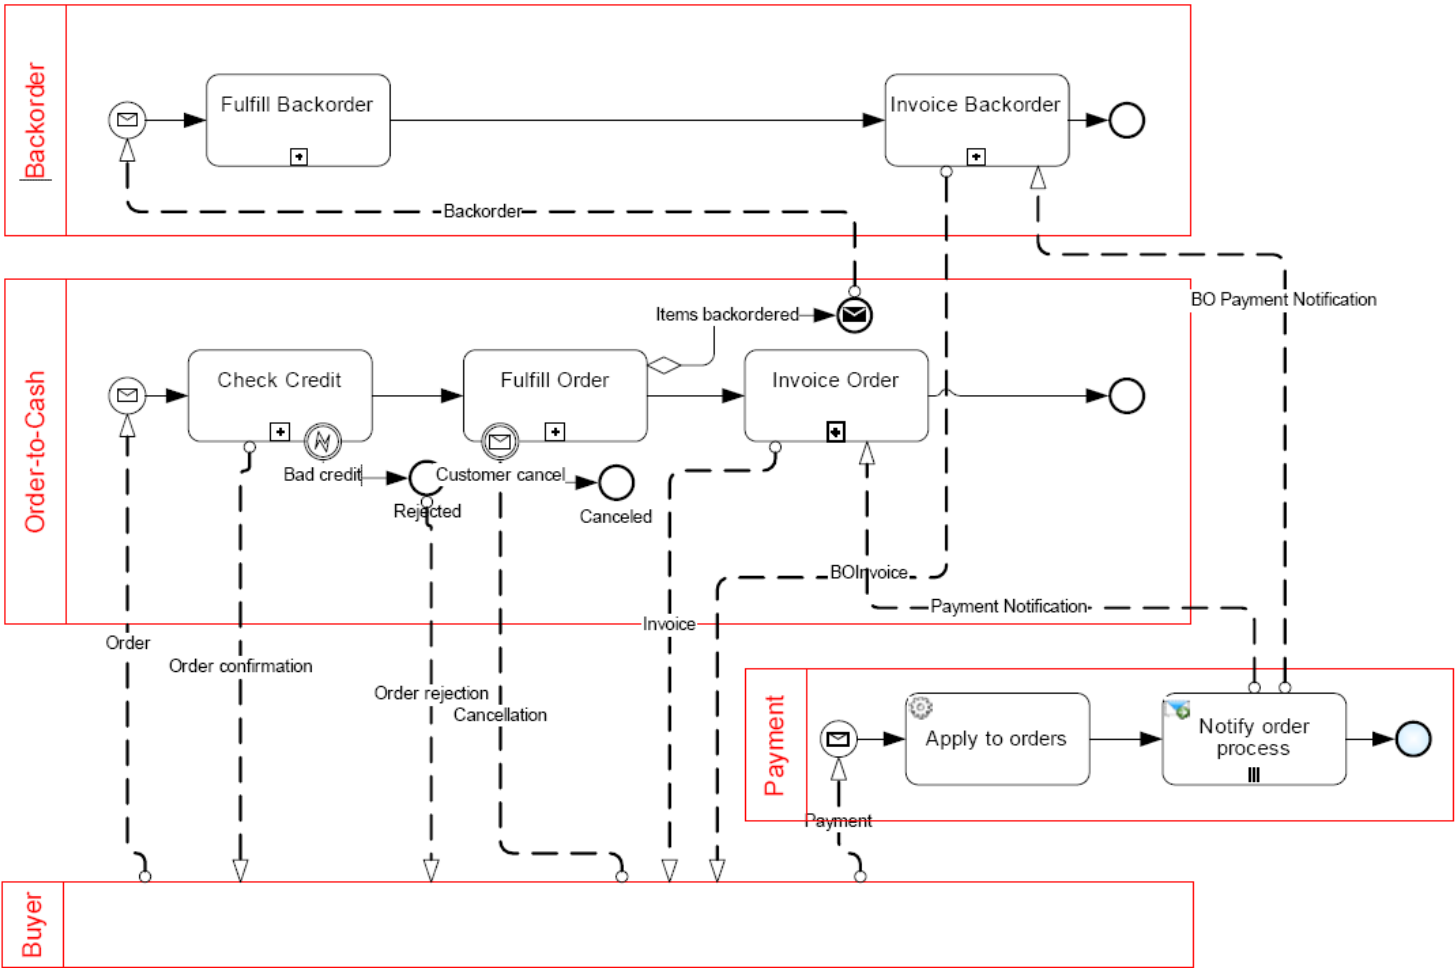 Backorder
Fulfill Backorder
Invoice Backorder
Backorder
BO Payment Notification
Order-to-Cash
Items backordered
Check Credit
Fulfill Order
Invoice Order
Bad credit
Customer cancel
Rejected
Canceled
BOInvoice
Payment Notification
Order
Invoice
Order confirmation
Order rejection
Cancellation
Payment
Apply to orders
Notify order
process
Payment
Buyer